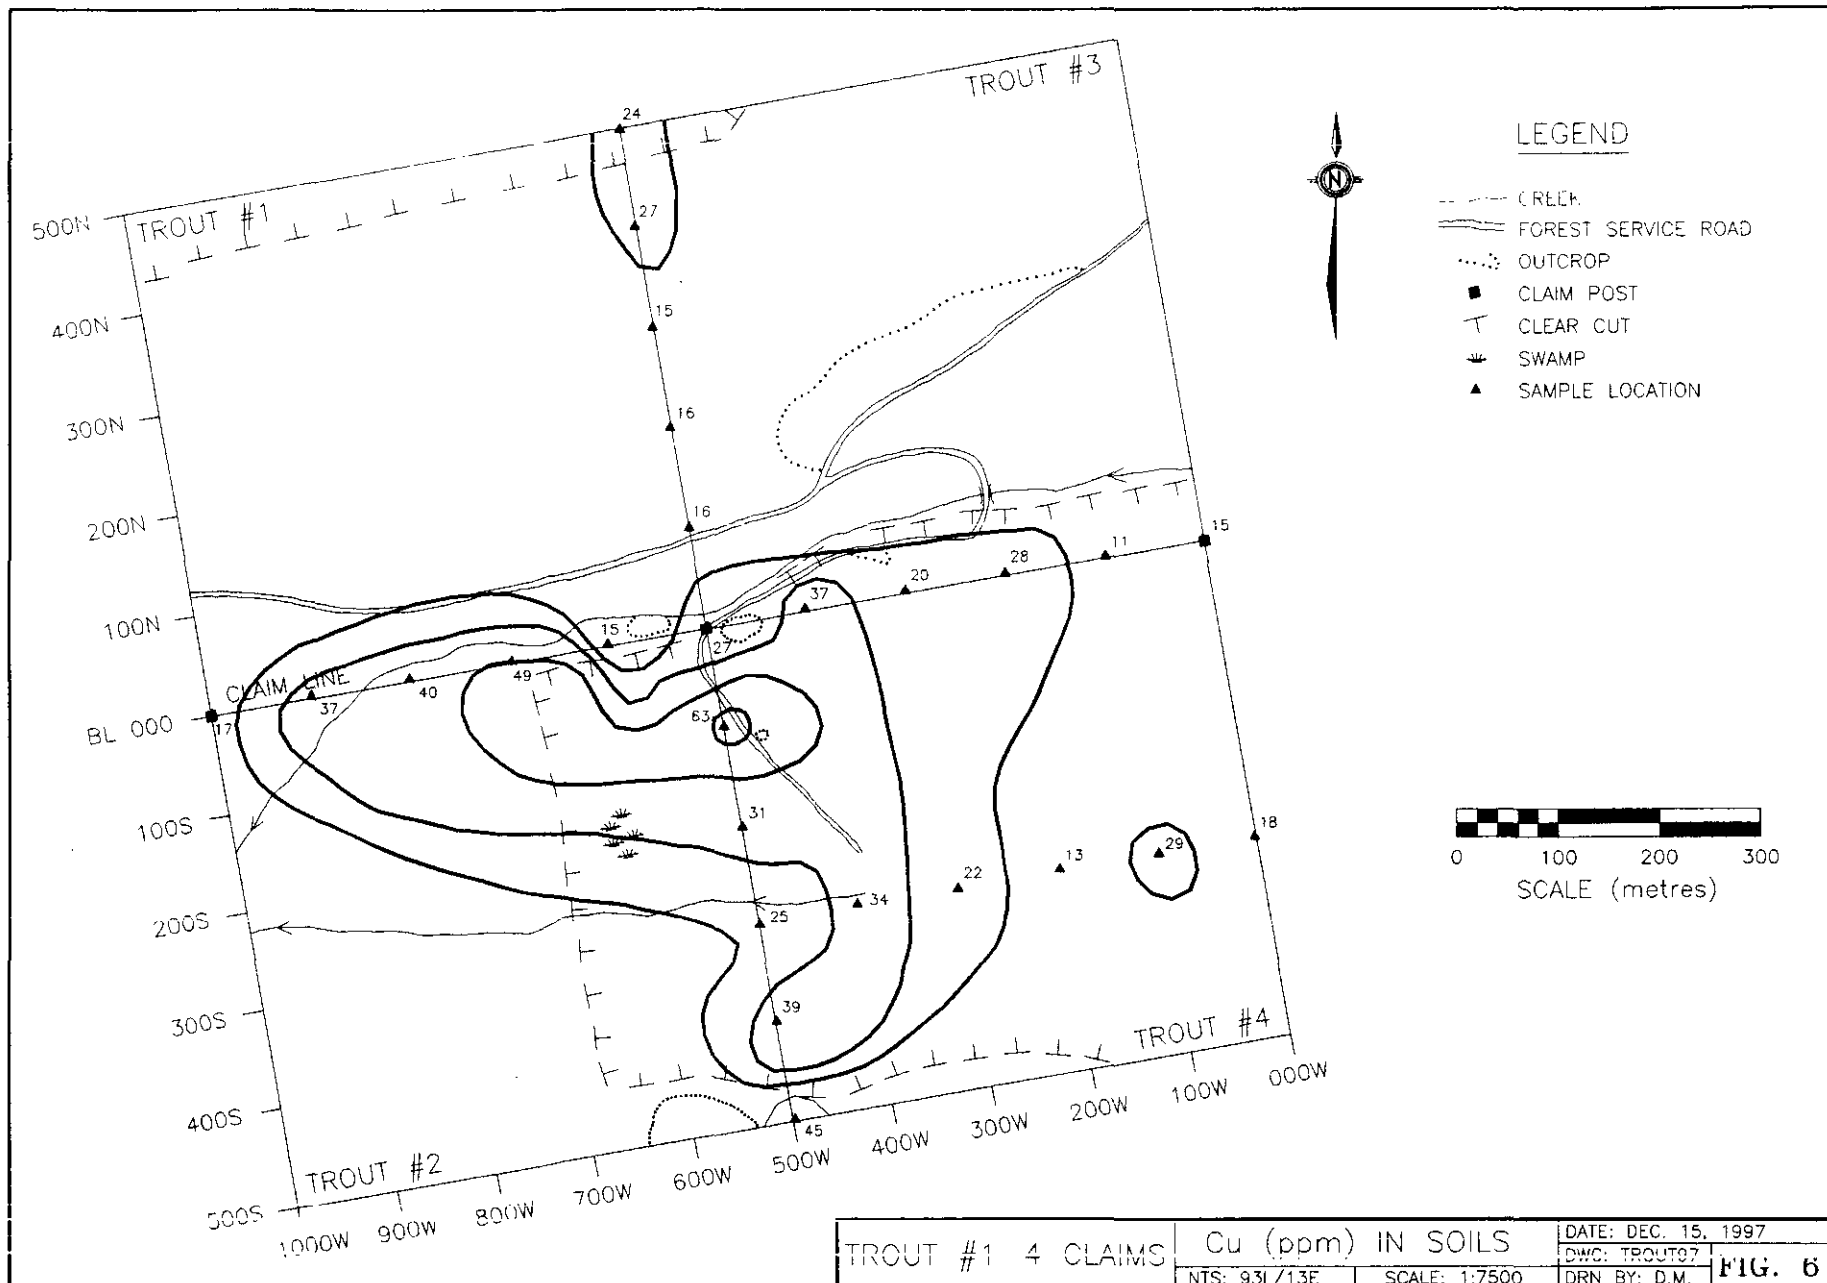 TROUT #3
24
LEGEND
CREEK
FOREST SERVICE ROAD
OUTCROP
CLAIM POST
CLEAR CUT
SWAMP
SAMPLE LOCATION
N
500N
TROUT #1
27
400N
15
300N
16
200N
16
15
11
28
20
37
100N
15
27
49
40
37
CLAIM LINE
BL 000
17
63
31
100S
18
29
13
22
34
25
200S
0 100 200 300
SCALE (metres)
39
300S
TROUT #4
400S
45
TROUT #2
500S
1000W
900W
800W
700W
600W
500W
400W
300W
200W
100W
000W
TROUT #1 4 CLAIMS
Cu (ppm) IN SOILS
NTS: 93L/13E
SCALE: 1:7500
DATE: DEC. 15, 1997
DWG: TROUT97
DRN BY: D.M.
FIG. 6